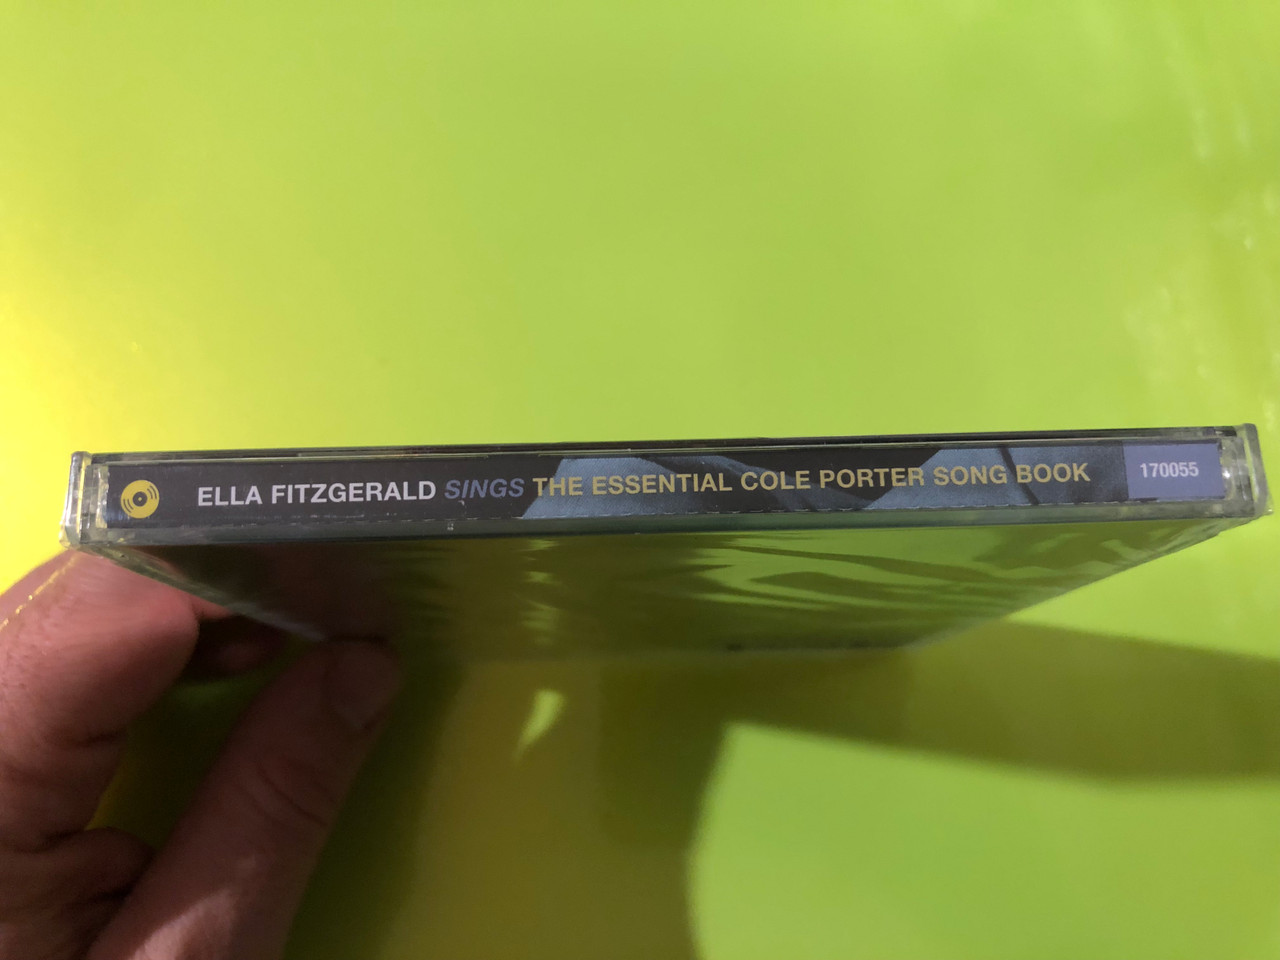 ELLA FITZGERALD SINGS THE ESSENTIAL COLE PORTER SONG BOOK 170055